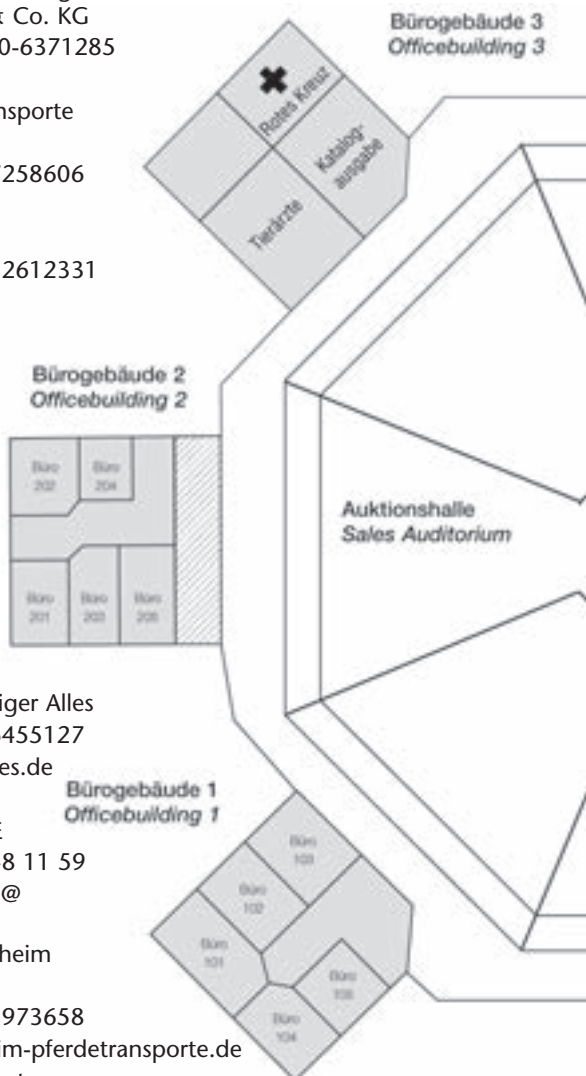 & Co. KG
0-6371285
nsporte
258606
2612331
iger Alles
455127
es.de
8 11 59
@
heim
973658
im-pferdetransporte.de
Bürogebäude 3
Officebuilding 3
Rotes Kreuz
Katalog-
ausgabe
Tierärzte
Bürogebäude 2
Officebuilding 2
Büro
202
Büro
204
Büro
201
Büro
203
Büro
205
Auktionshalle
Sales Auditorium
Bürogebäude 1
Officebuilding 1
Büro
103
Büro
102
Büro
101
Büro
105
Büro
104